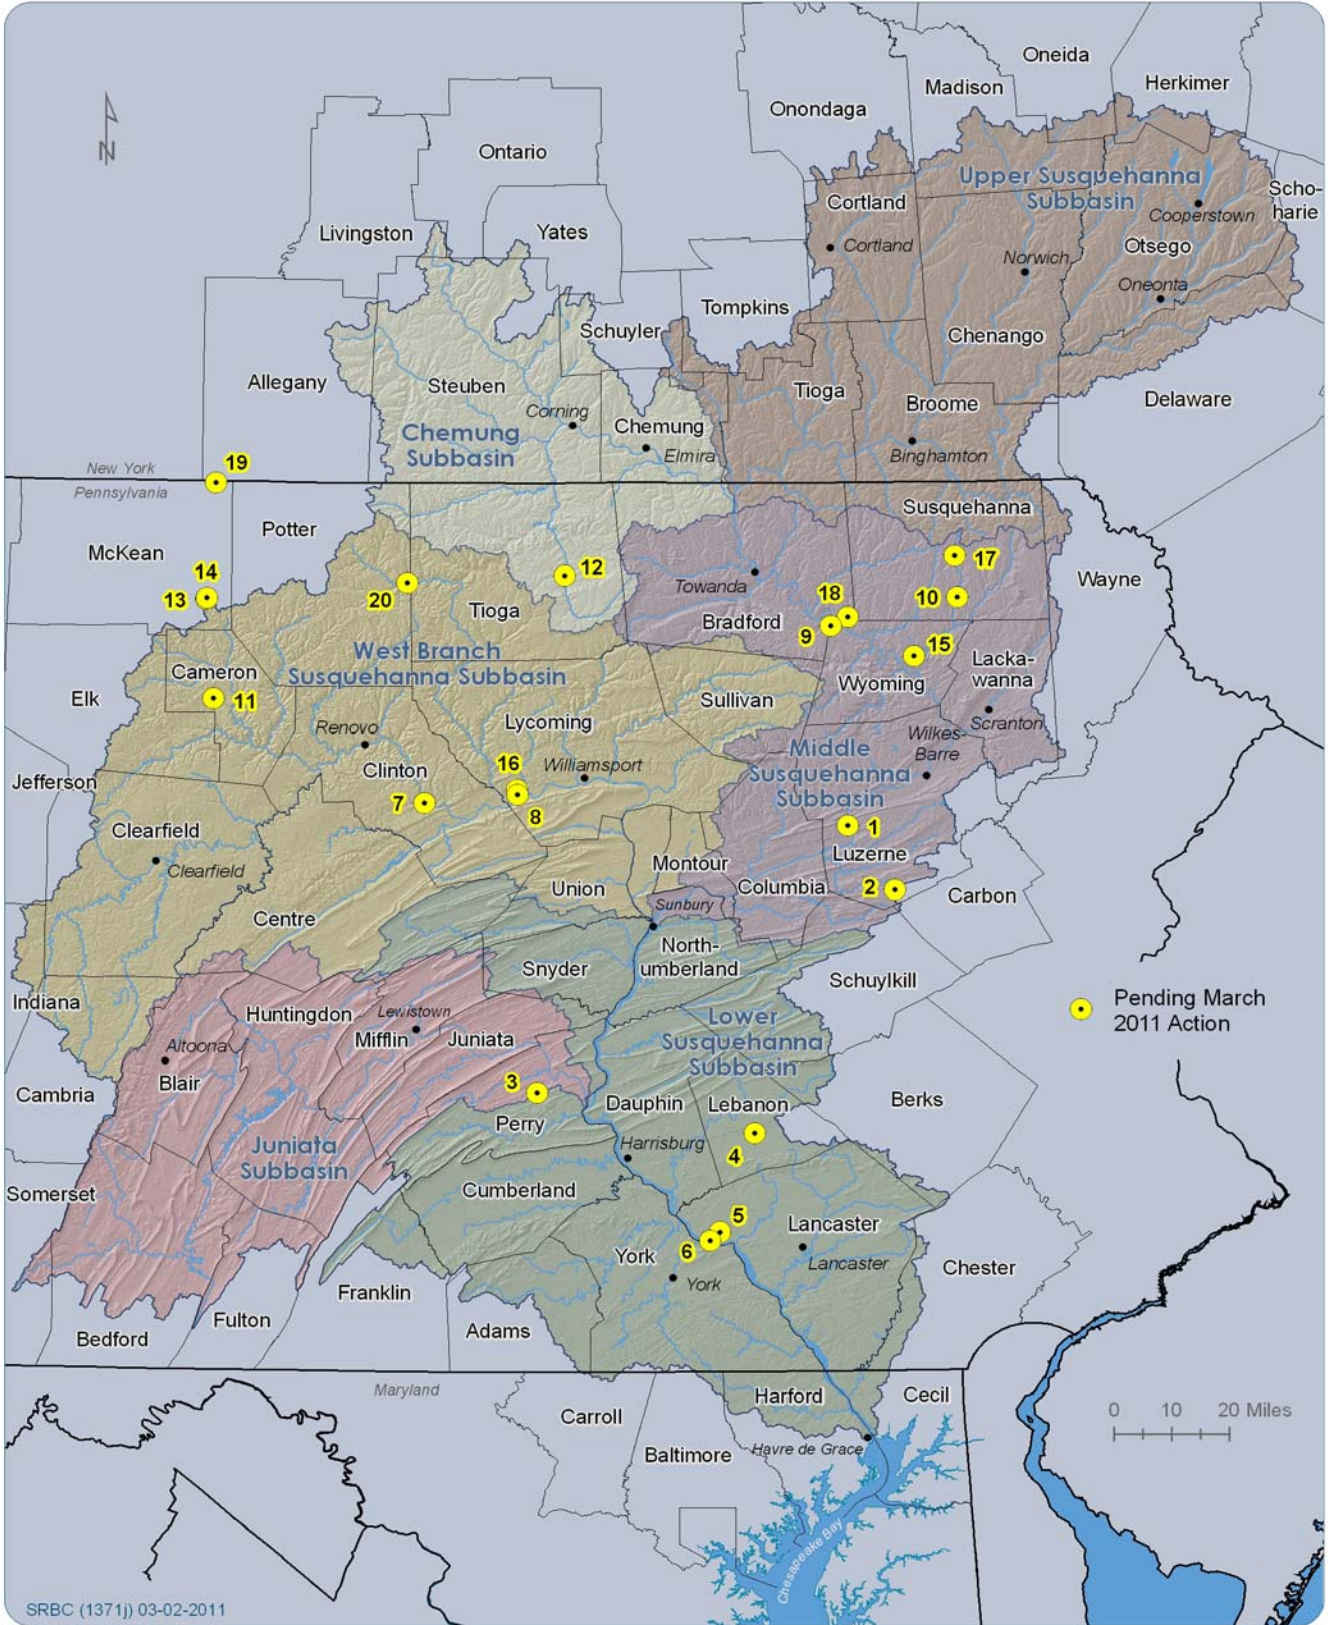 Oneida
Madison
Herkimer
Onondaga
Ontario
Upper Susquehanna
Subbasin
Scho-
harie
Cortland
Cooperstown
Livingston
Yates
Cortland
Otsego
Norwich
Oneonta
Tompkins
Schuyler
Chenango
Allegany
Steuben
Tioga
Delaware
Corning
Broome
Chemung
Chemung
Subbasin
Elmira
Binghamton
19
New York
Pennsylvania
Susquehanna
Potter
McKean
17
14
12
Towanda
Wayne
13
20
Tioga
18
10
Bradford
9
15
West Branch
Susquehanna Subbasin
Cameron
Lacka-
wanna
Elk
11
Sullivan
Wyoming
Lycoming
Scranton
Renovo
Wilkes-
Barre
Middle
Susquehanna
Subbasin
16
Williamsport
Clinton
Jefferson
7
8
1
Clearfield
Luzerne
Clearfield
Montour
Union
Columbia
2
Carbon
Sunbury
Centre
North-
umberland
Snyder
Schuylkill
Indiana
Huntingdon
Lewistown
Pending March
2011 Action
Lower
Susquehanna
Subbasin
Mifflin
Juniata
Altoona
Blair
3
Cambria
Dauphin
Lebanon
Berks
Perry
Juniata
Subbasin
Harrisburg
4
Somerset
Cumberland
5
Lancaster
6
York
Lancaster
Chester
York
Franklin
Fulton
Adams
Bedford
Maryland
Harford
Cecil
Carroll
0 10 20 Miles
Baltimore
Havre de Grace
Chesapeake Bay
SRBC (1371j) 03-02-2011
N